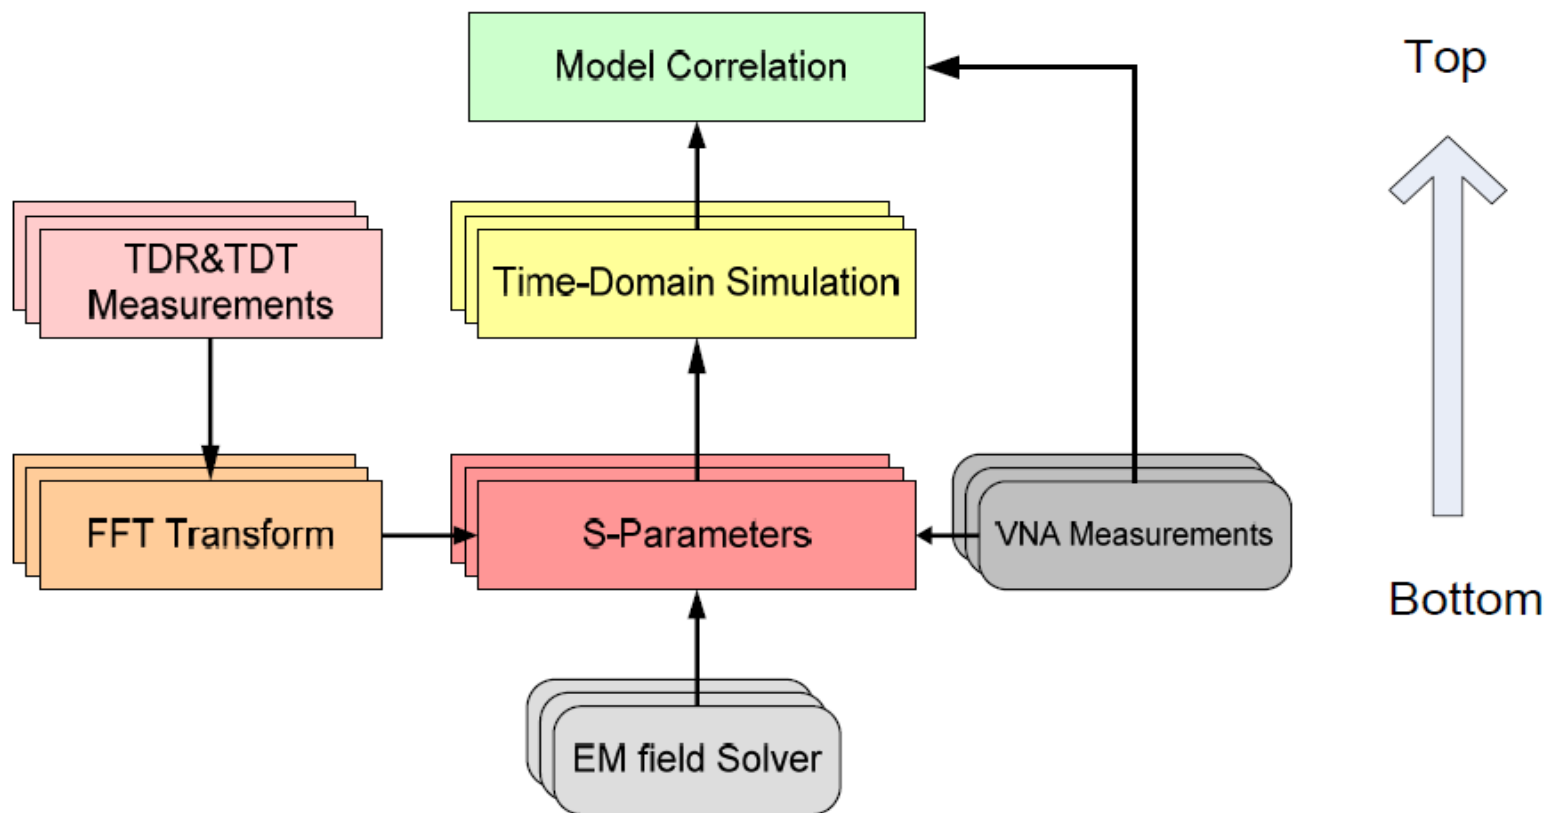 Model Correlation
Top
TDR&TDT
Measurements
Time-Domain Simulation
FFT Transform
S-Parameters
VNA Measurements
Bottom
EM field Solver